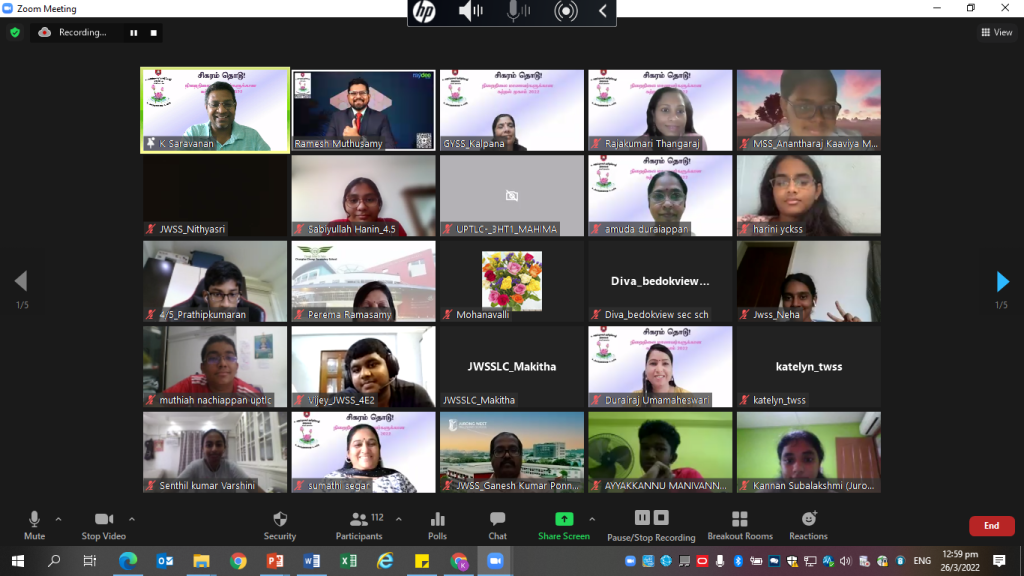 Zoom Meeting
hp
Recording...
View
சிகரம் தொடு!
K Saravanan
Ramesh Muthusamy
சிகரம் தொடு!
GYSS_Kalpana
சிகரம் தொடு!
Rajakumari Thangaraj
MSS_Anantharaj Kaaviya M...
JWSS_Nithyasri
Sabiyullah Hanin_4.5
UPTLC-_3HT1_MAHIMA
சிகரம் தொடு!
amuda duraiappan
harini yckss
1/5
4/5_Prathipkumaran
Perema Ramasamy
Mohanavalli
Diva_bedokview...
Diva_bedokview sec sch
Jwss_Neha
1/5
muthiah nachiappan uptlc
Vijey_JWSS_4E2
JWSSLC_Makitha
JWSSLC_Makitha
சிகரம் தொடு!
Durairaj Umamaheswari
katelyn_twss
katelyn_twss
Senthil kumar Varshini
சிகரம் தொடு!
sumathi segar
JWSS_Ganesh Kumar Ponn...
AYYAKKANNU MANIVANN...
Kannan Subalakshmi (Juro...
Mute
Stop Video
Security
112
Participants
Polls
Chat
Share Screen
Pause/Stop Recording
Breakout Rooms
Reactions
End
ENG
12:59 pm
26/3/2022